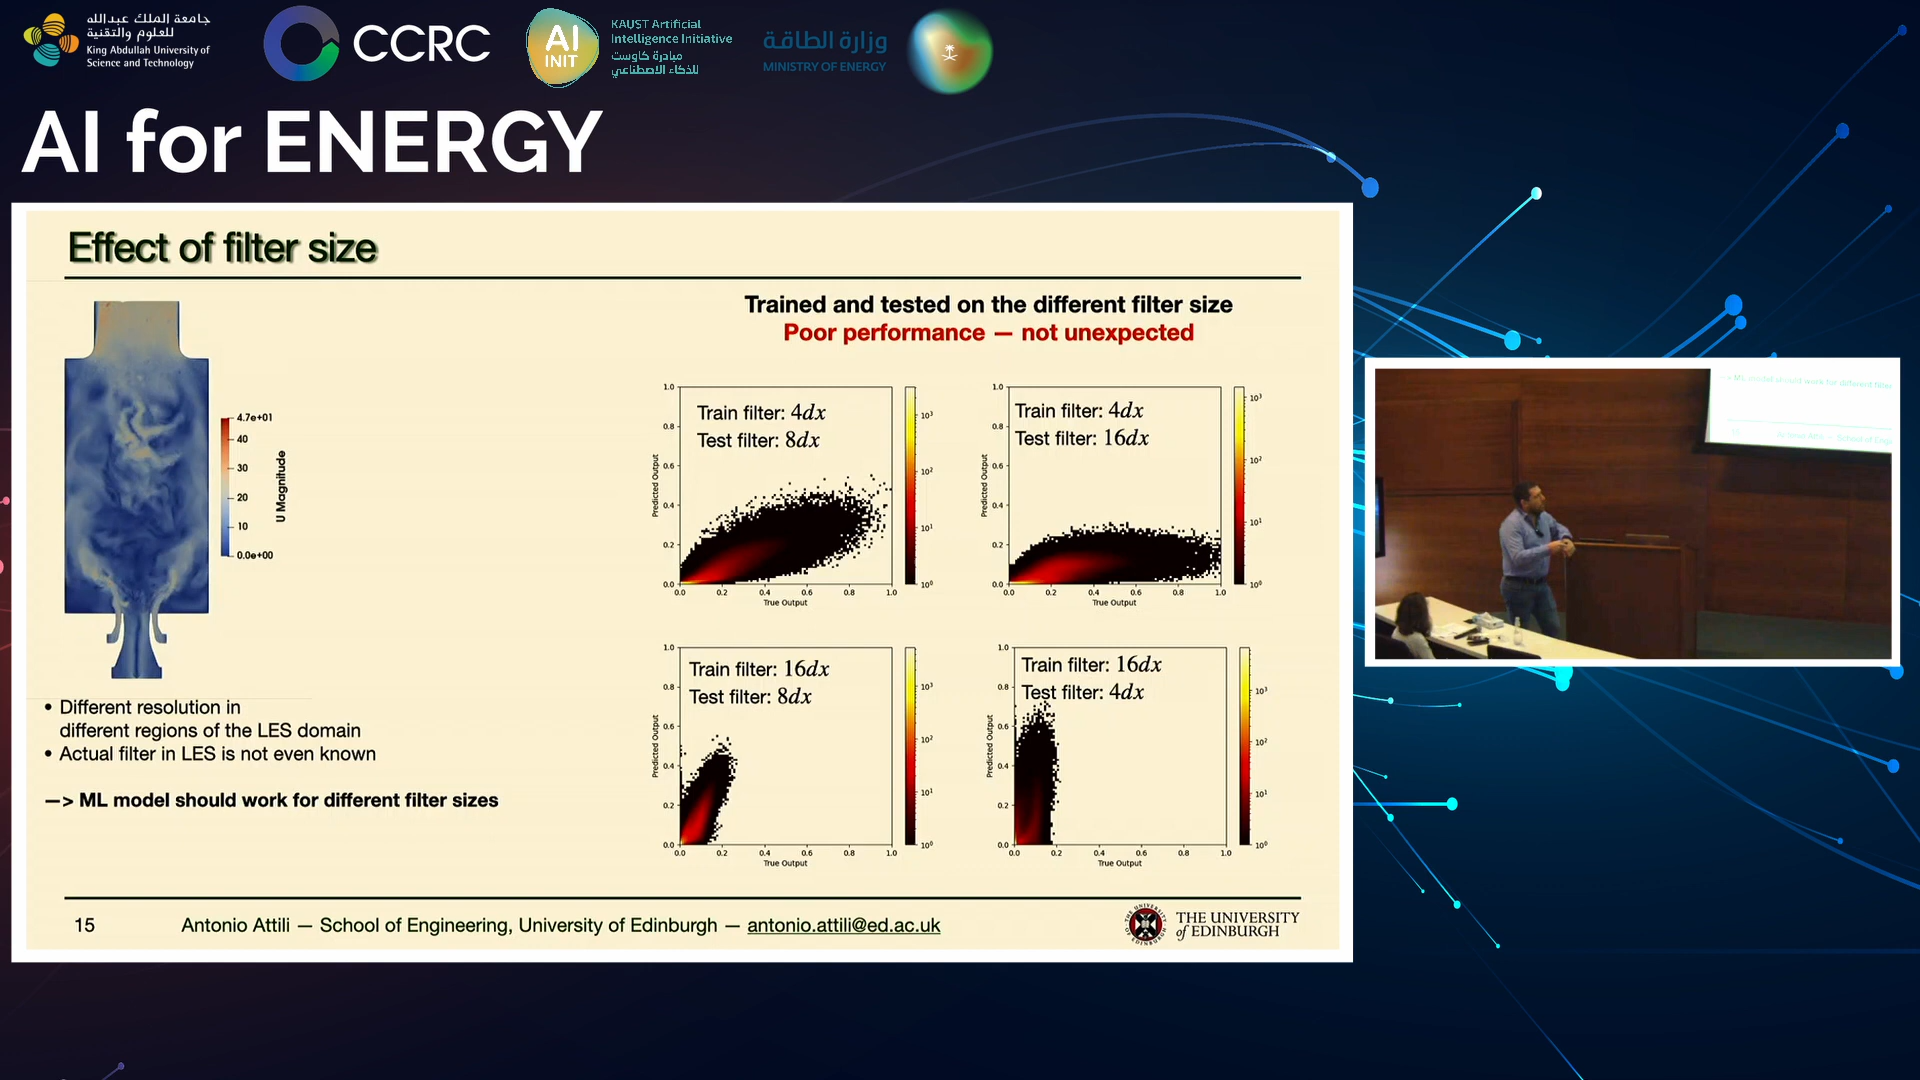 جامعة الملك عبدالله
للعلوم والتقنية
King Abdullah University of
Science and Technology
CCRC
AI
INIT
KAUST Artificial
Intelligence Initiative
مبادرة كاوست
للذكاء الاصطناعي
وزارة الطاقة
MINISTRY OF ENERGY
AI for ENERGY
Effect of filter size
Trained and tested on the different filter size
Poor performance — not unexpected
4.7e+01
40
30
20
10
0.0e+00
U Magnitude
Train filter: 4dx
Test filter: 8dx
1.0
0.8
0.6
0.4
0.2
0.0
Predicted Output
0.0 0.2 0.4 0.6 0.8 1.0
True Output
10³
10²
10¹
10⁰
Train filter: 4dx
Test filter: 16dx
1.0
0.8
0.6
0.4
0.2
0.0
Predicted Output
0.0 0.2 0.4 0.6 0.8 1.0
True Output
10³
10²
10¹
10⁰
Train filter: 16dx
Test filter: 8dx
1.0
0.8
0.6
0.4
0.2
0.0
Predicted Output
0.0 0.2 0.4 0.6 0.8 1.0
True Output
10³
10²
10¹
10⁰
Train filter: 16dx
Test filter: 4dx
1.0
0.8
0.6
0.4
0.2
0.0
Predicted Output
0.0 0.2 0.4 0.6 0.8 1.0
True Output
10³
10²
10¹
10⁰
• Different resolution in
different regions of the LES domain
• Actual filter in LES is not even known
—> ML model should work for different filter sizes
15
Antonio Attili — School of Engineering, University of Edinburgh — antonio.attili@ed.ac.uk
THE UNIVERSITY
of EDINBURGH
ML model should work for different filter